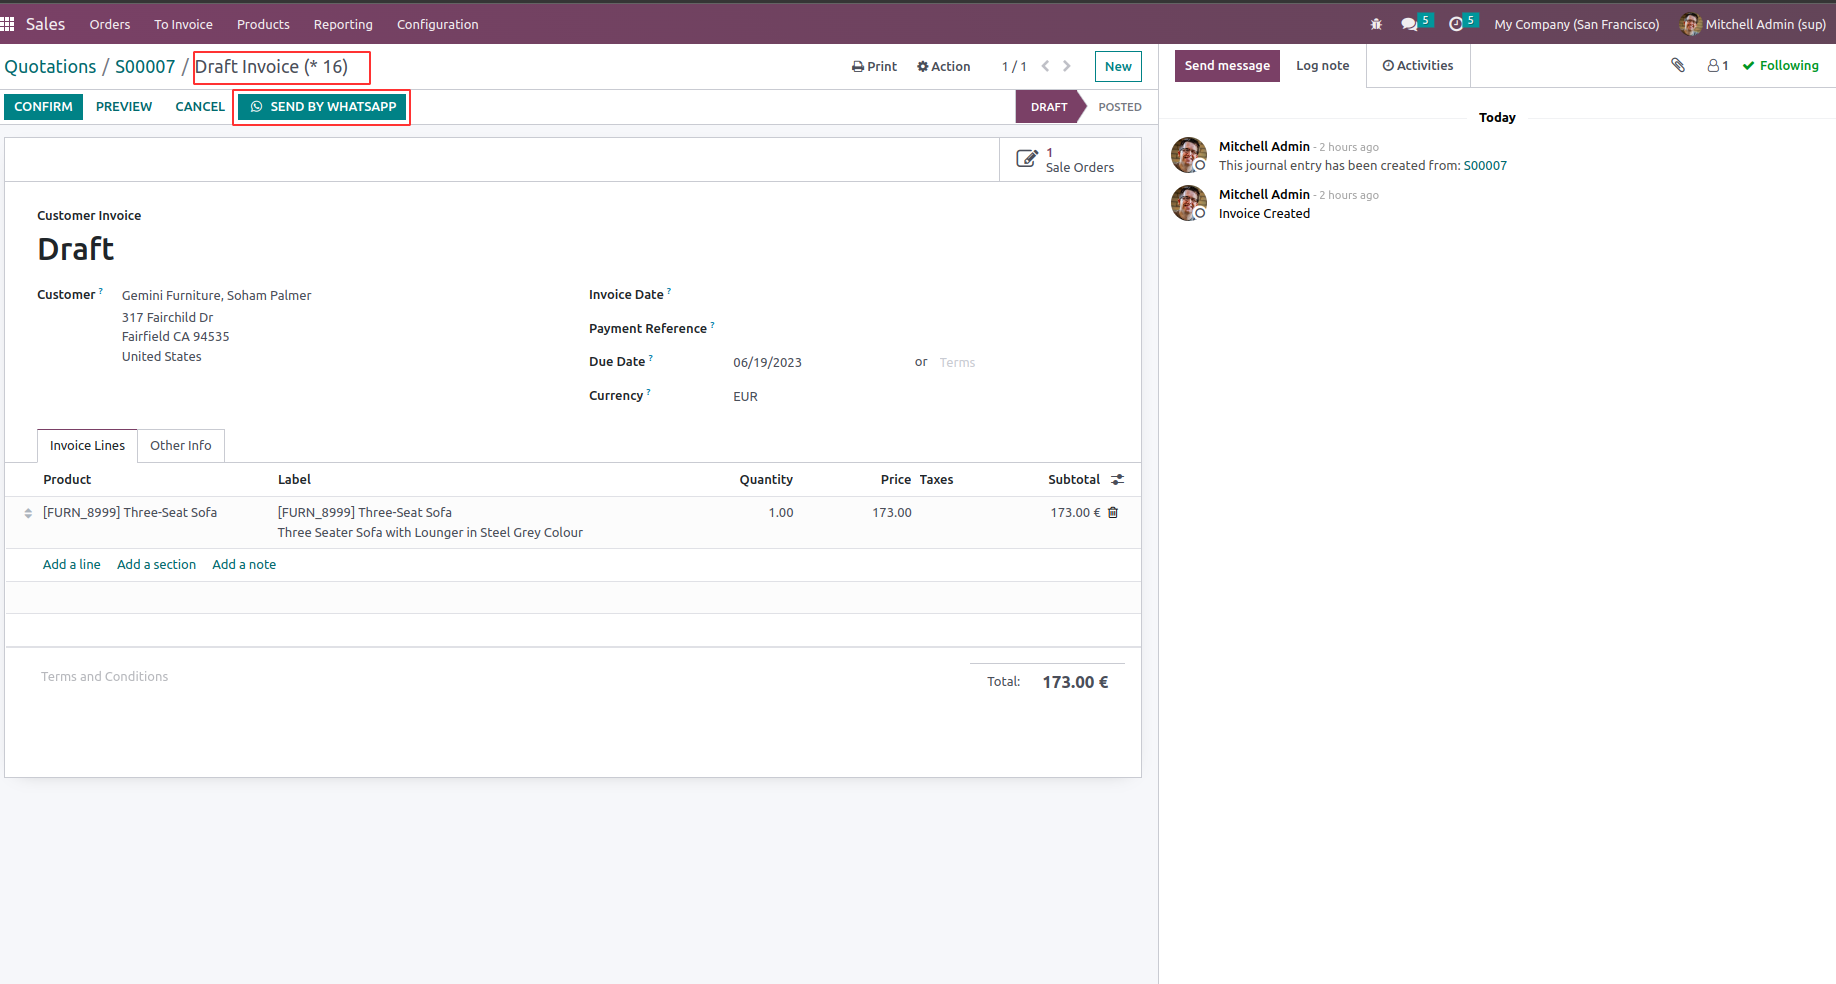 Sales Orders To Invoice Products Reporting Configuration 5 5 My Company (San Francisco) Mitchell Admin (sup)
Quotations / S00007 / Draft Invoice (* 16) Print Action 1 / 1 New
CONFIRM PREVIEW CANCEL SEND BY WHATSAPP DRAFT POSTED
1
Sale Orders
Customer Invoice
Draft
Customer ? Gemini Furniture, Soham Palmer
317 Fairchild Dr
Fairfield CA 94535
United States
Invoice Date ?
Payment Reference ?
Due Date ? 06/19/2023 or Terms
Currency ? EUR
Invoice Lines Other Info
Product Label Quantity Price Taxes Subtotal
[FURN_8999] Three-Seat Sofa [FURN_8999] Three-Seat Sofa 1.00 173.00 173.00 €
Three Seater Sofa with Lounger in Steel Grey Colour
Add a line Add a section Add a note
Terms and Conditions
Total: 173.00 €
Send message Log note Activities 1 Following
Today
Mitchell Admin - 2 hours ago
This journal entry has been created from: S00007
Mitchell Admin - 2 hours ago
Invoice Created